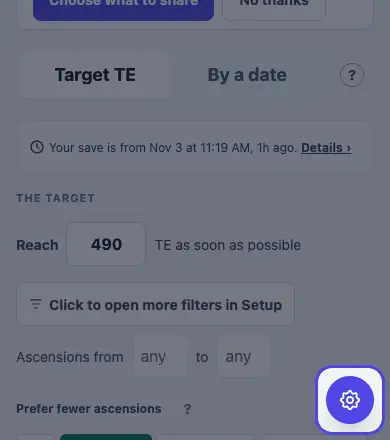 Choose what to share No thanks
Target TE By a date ?
Your save is from Nov 3 at 11:19 AM, 1h ago. Details ›
THE TARGET
Reach 490 TE as soon as possible
Click to open more filters in Setup
Ascensions from any to any
Prefer fewer ascensions ?